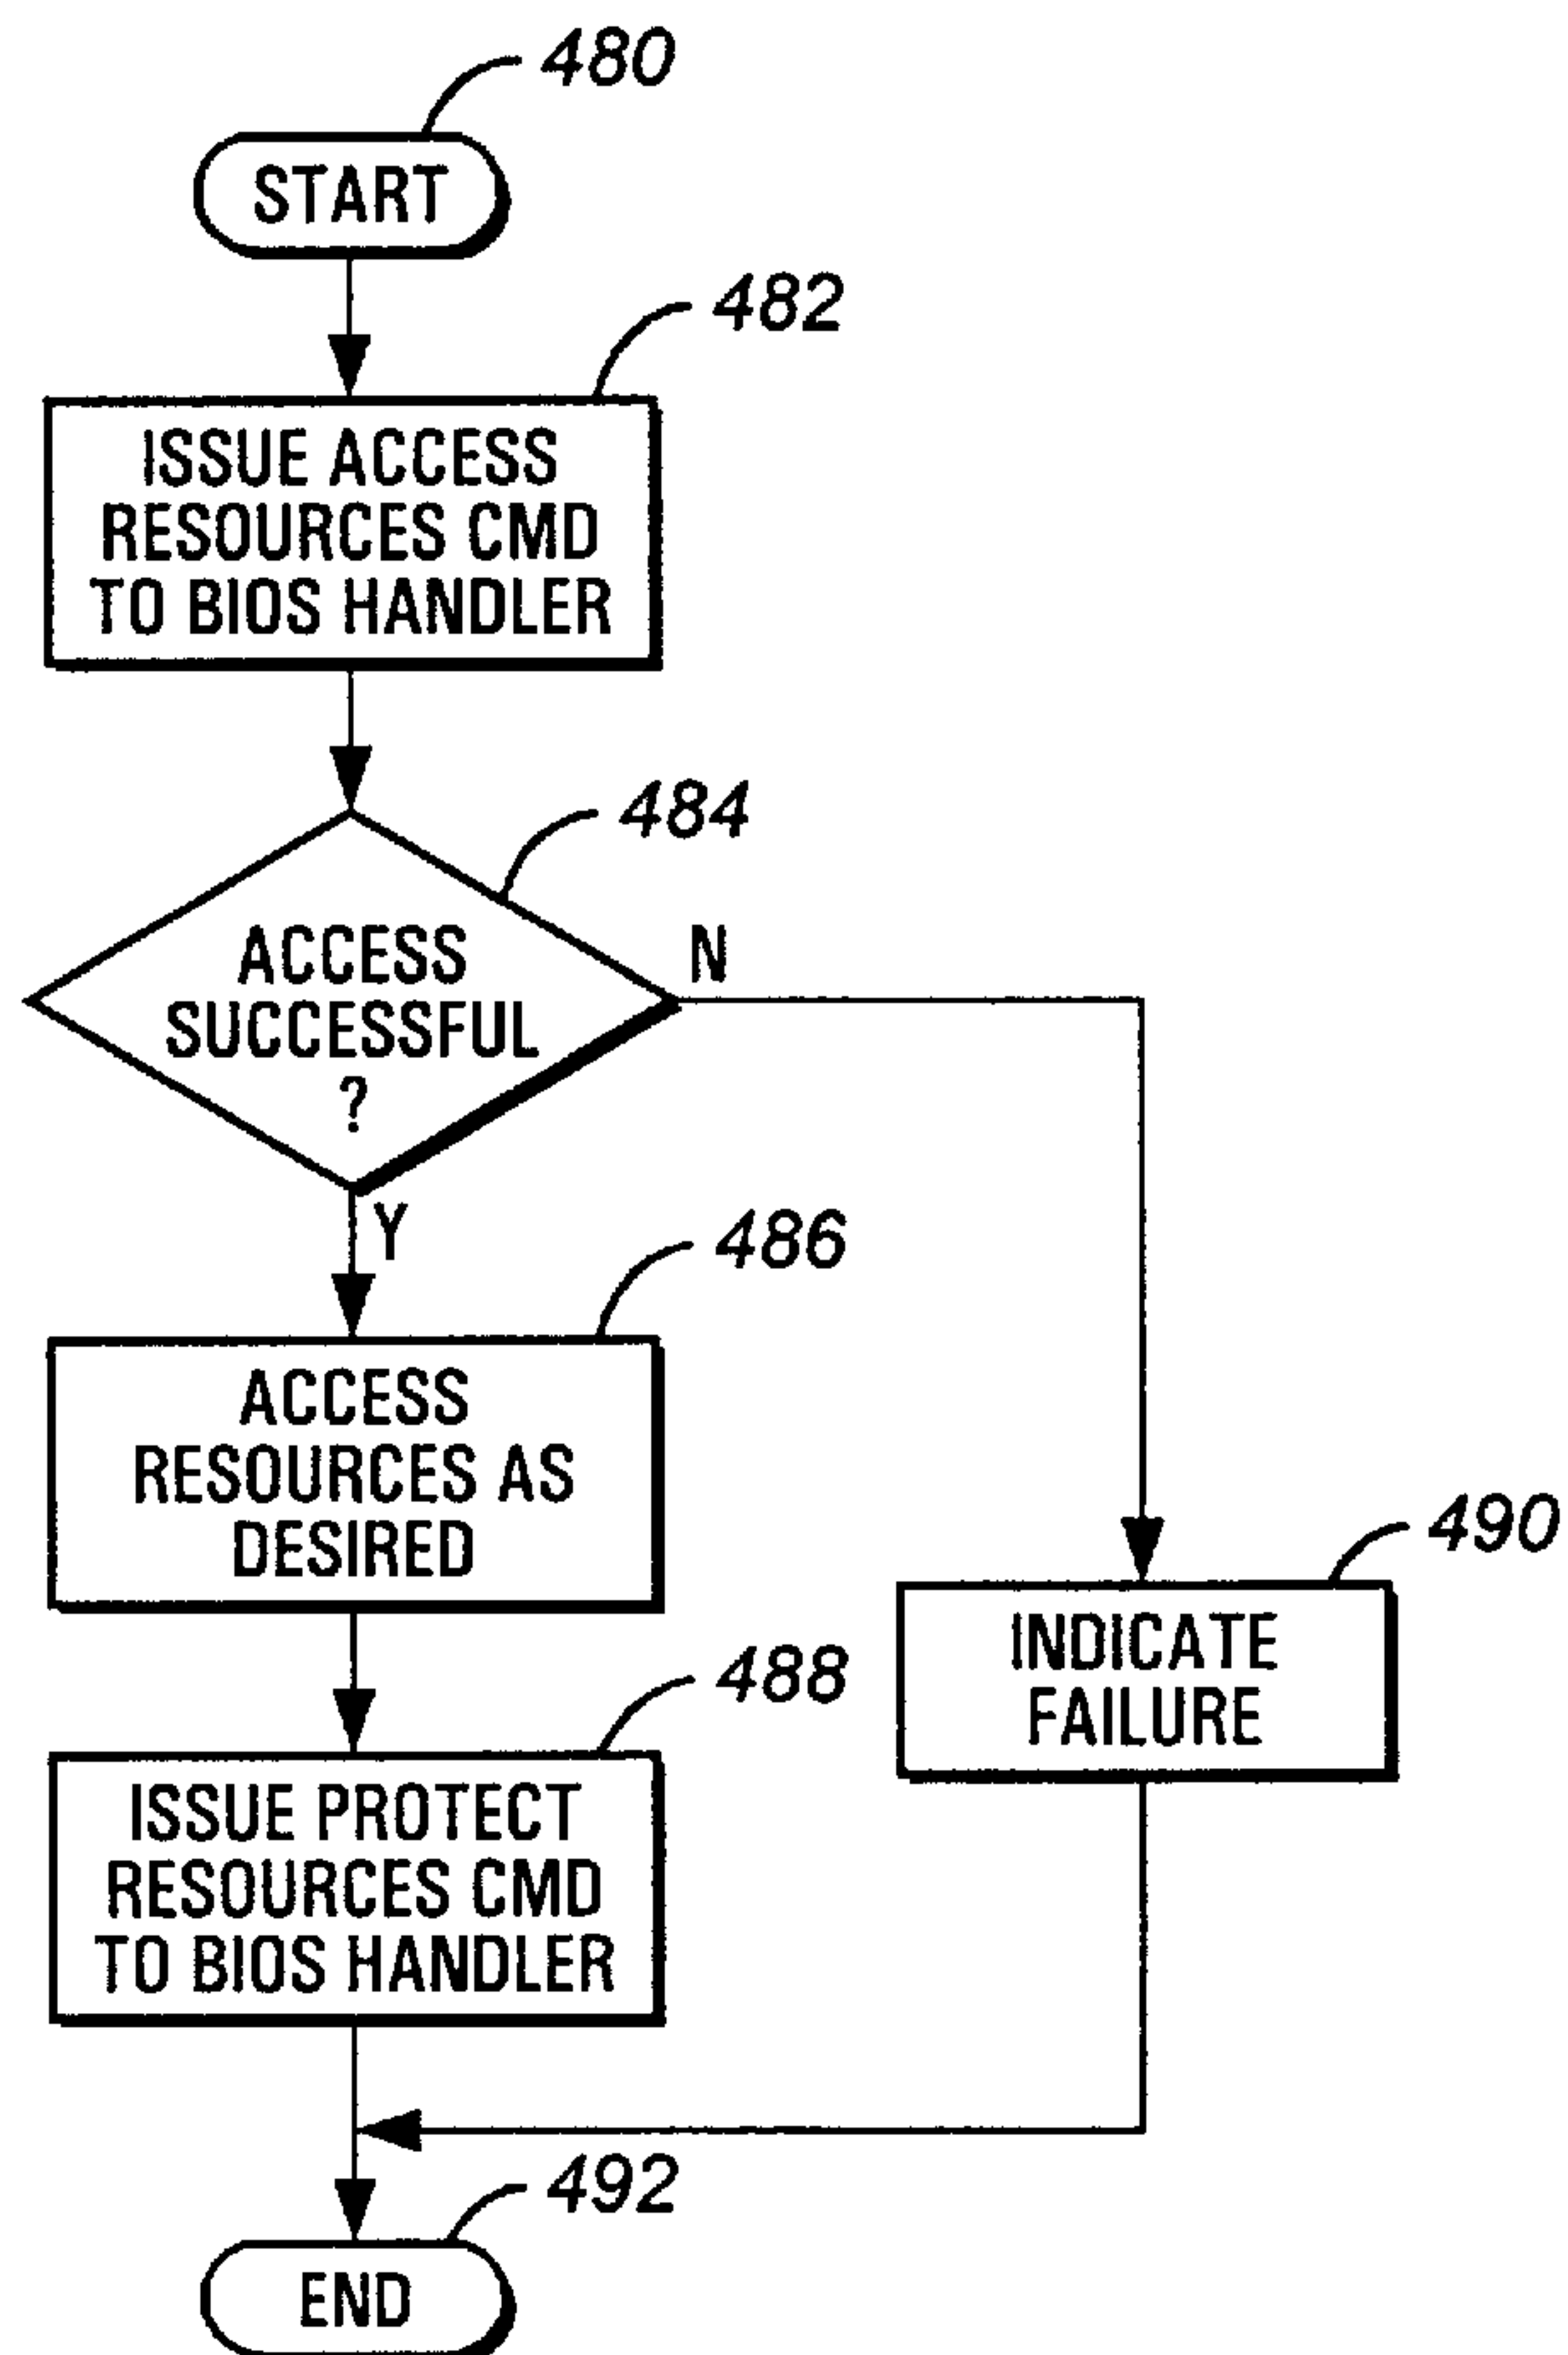 480
START
482
ISSUE ACCESS
RESOURCES CMD
TO BIOS HANDLER
484
ACCESS
SUCCESSFUL
?
N
Y
486
ACCESS
RESOURCES AS
DESIRED
490
INDICATE
FAILURE
488
ISSUE PROTECT
RESOURCES CMD
TO BIOS HANDLER
492
END